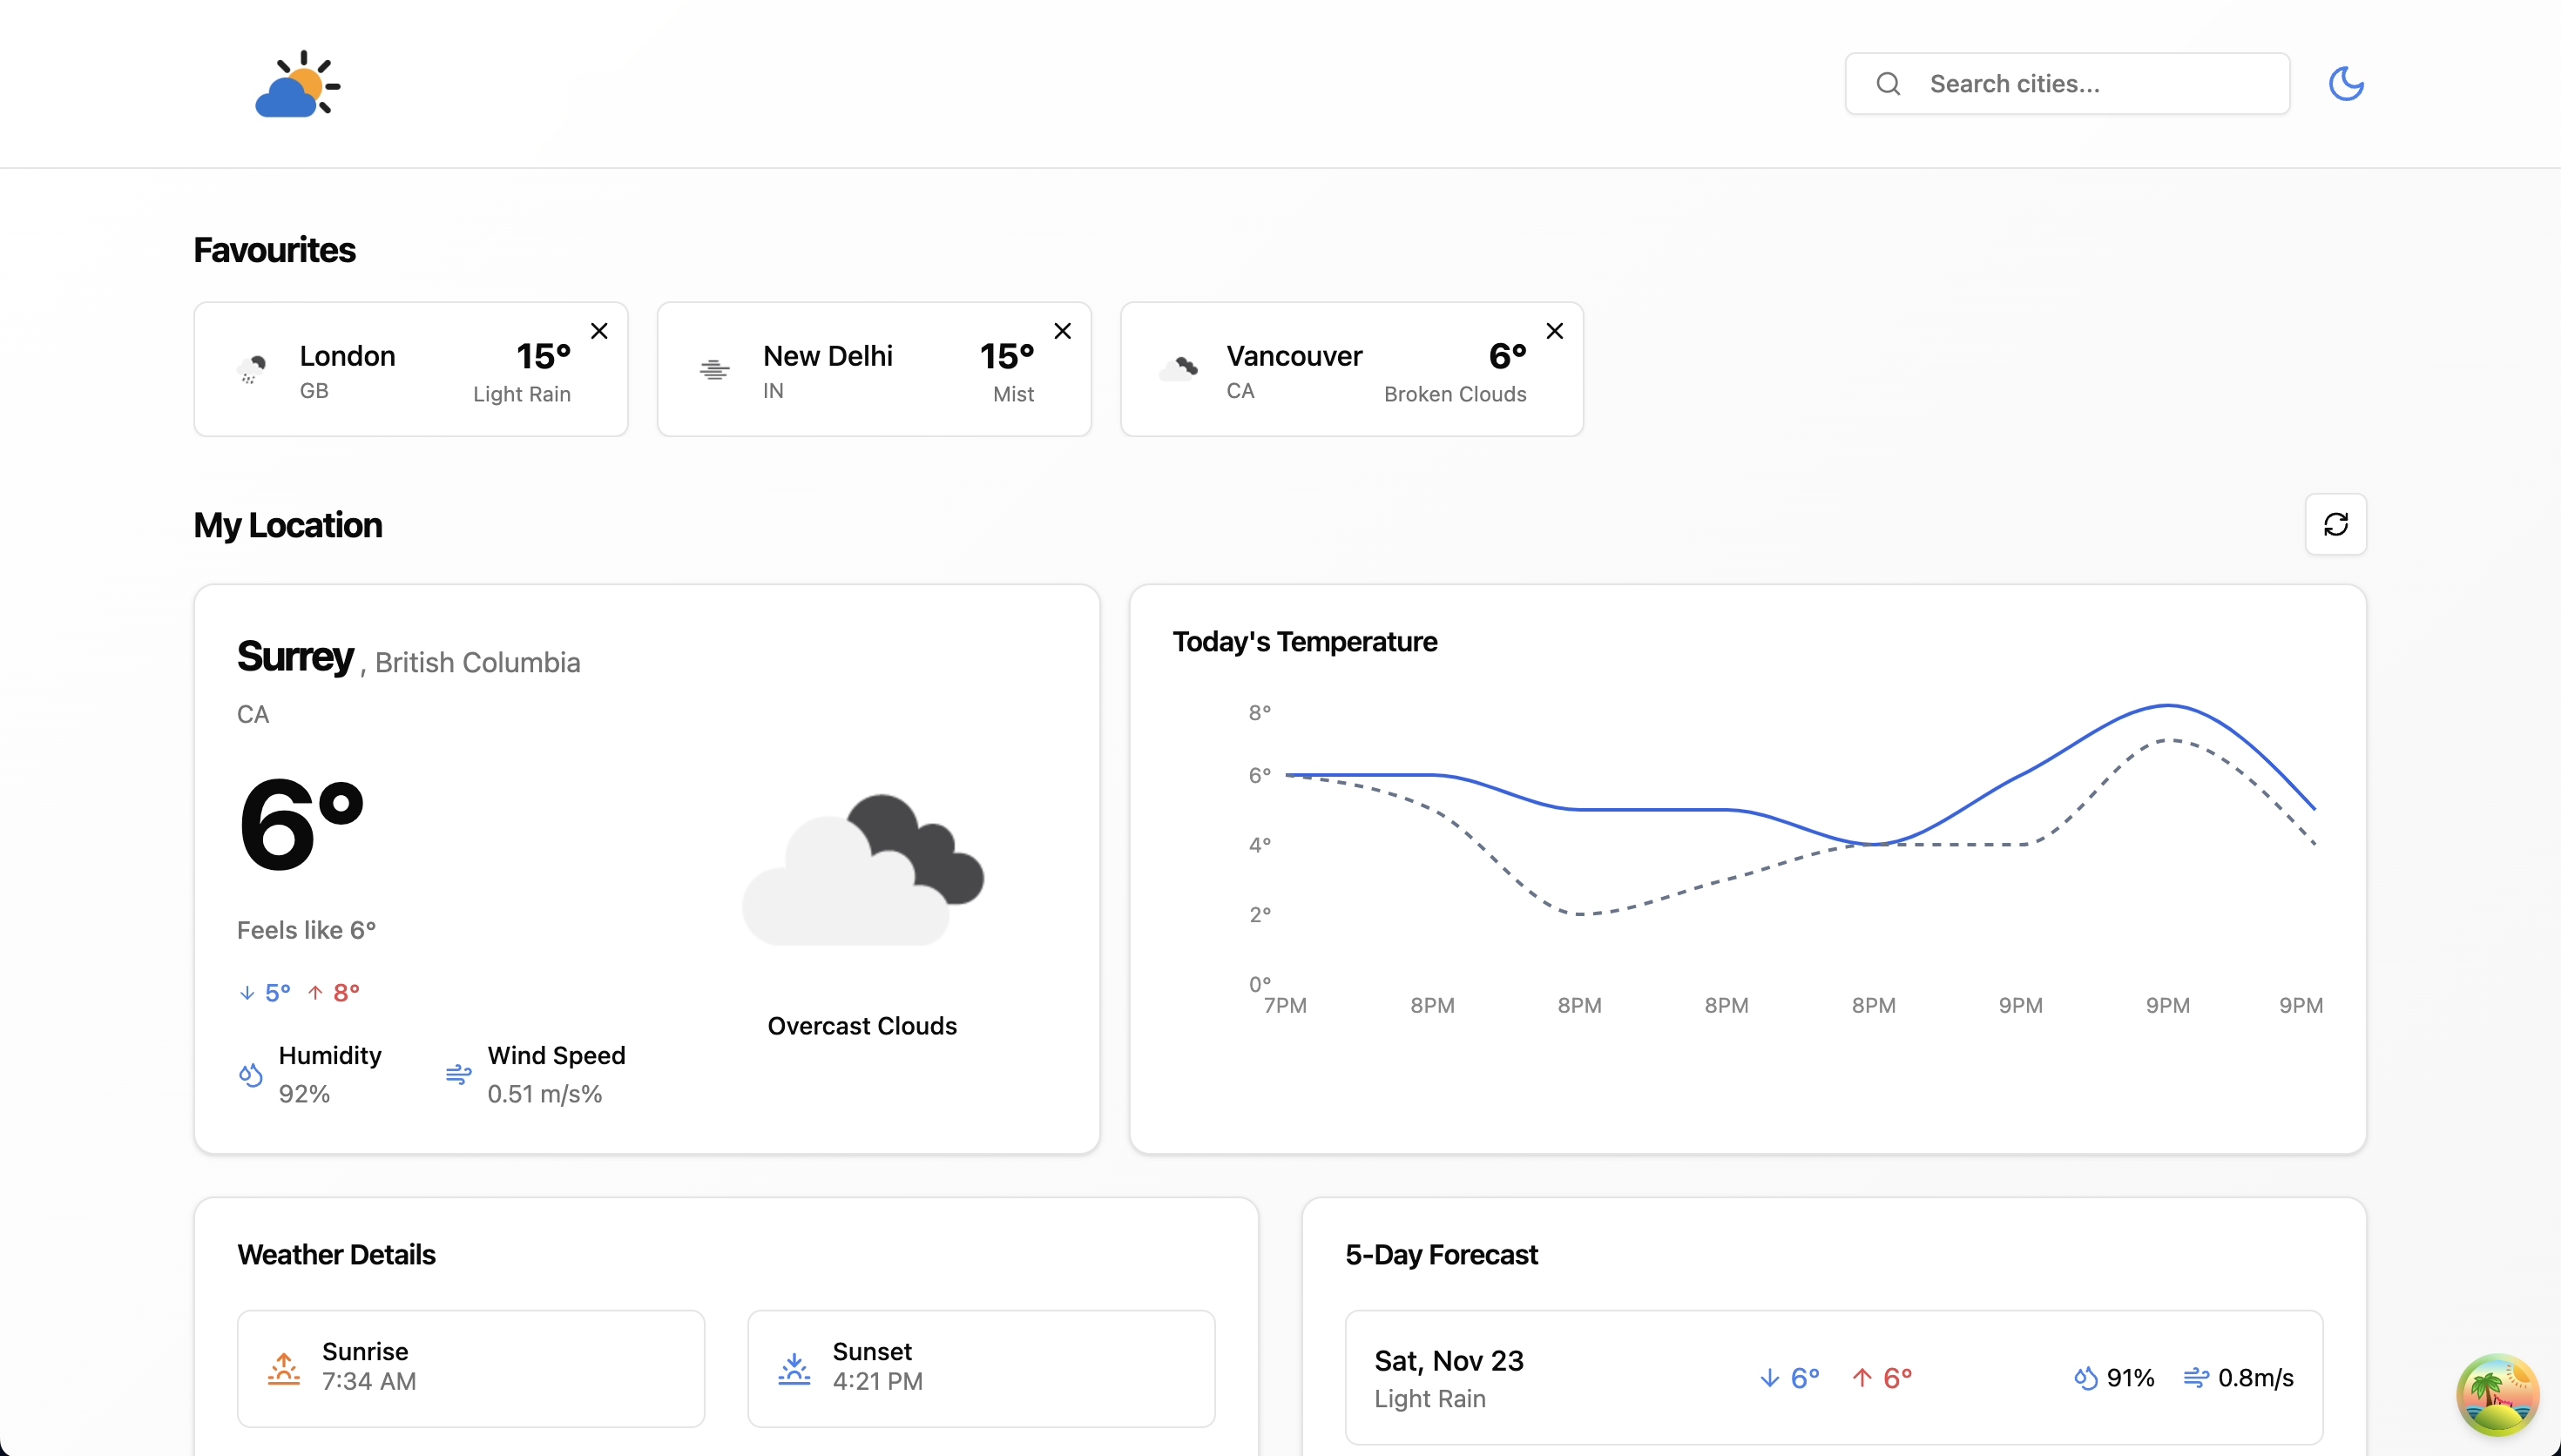 Search cities...
Favourites
London
GB
15°
Light Rain
New Delhi
IN
15°
Mist
Vancouver
CA
6°
Broken Clouds
My Location
Surrey , British Columbia
CA
6°
Feels like 6°
5° 8°
Humidity
92%
Wind Speed
0.51 m/s%
Overcast Clouds
Today's Temperature
8°
6°
4°
2°
0°
7PM 8PM 8PM 8PM 8PM 9PM 9PM 9PM
Weather Details
Sunrise
7:34 AM
Sunset
4:21 PM
5-Day Forecast
Sat, Nov 23
Light Rain
6° 6°
91% 0.8m/s